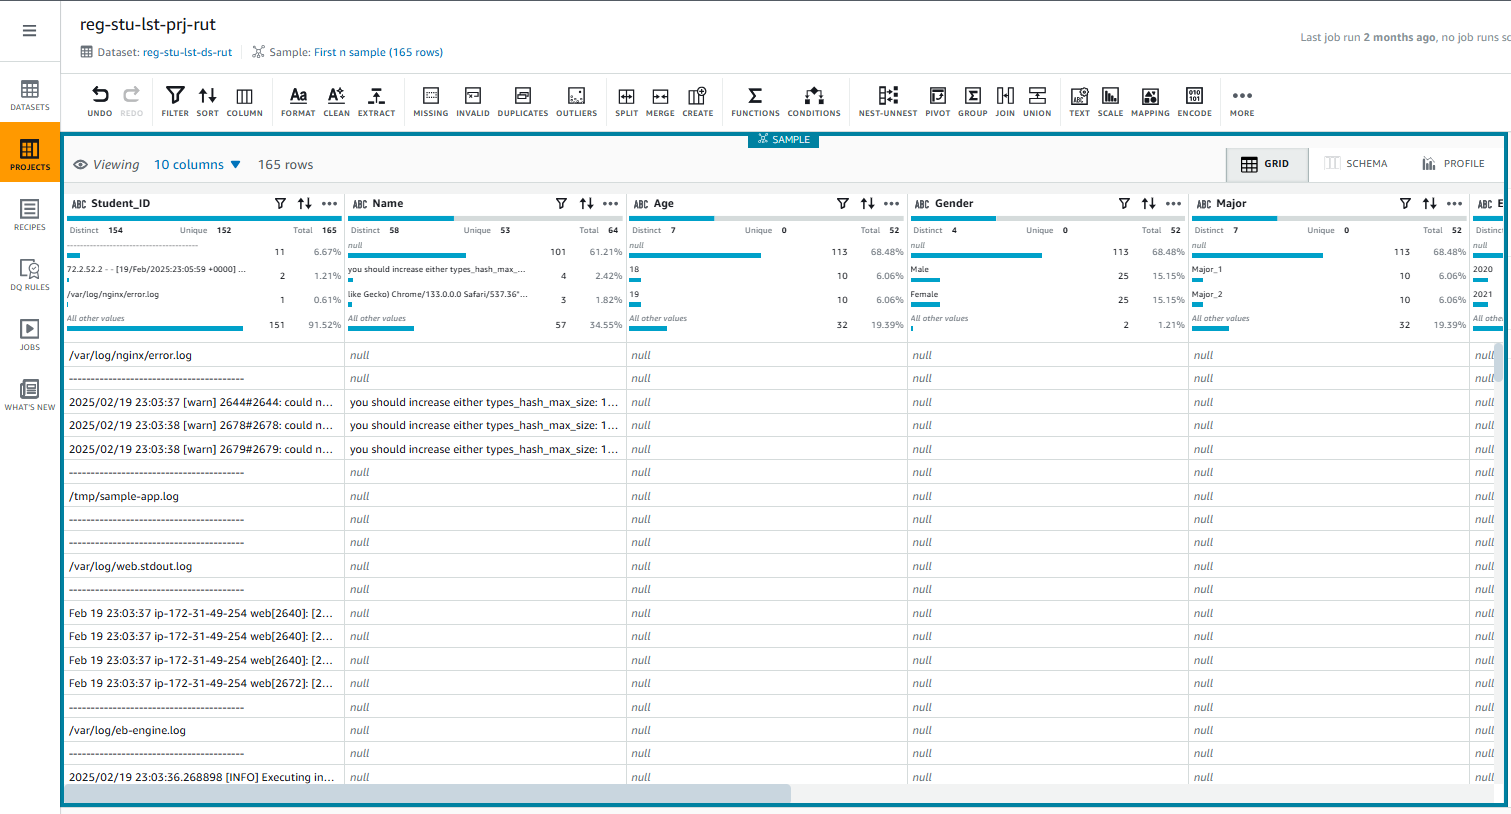 reg-stu-lst-prj-rut
Dataset: reg-stu-lst-ds-rut Sample: First n sample (165 rows)
Last job run 2 months ago, no job runs sc
UNDO REDO FILTER SORT COLUMN FORMAT CLEAN EXTRACT MISSING INVALID DUPLICATES OUTLIERS SPLIT MERGE CREATE FUNCTIONS CONDITIONS NEST-UNNEST PIVOT GROUP JOIN UNION TEXT SCALE MAPPING ENCODE MORE
DATASETS
PROJECTS
RECIPES
DQ RULES
JOBS
WHAT'S NEW
SAMPLE
Viewing 10 columns 165 rows
GRID SCHEMA PROFILE
ABC Student_ID ABC Name ABC Age ABC Gender ABC Major ABC E
Distinct 154 Unique 152 Total 165 Distinct 58 Unique 53 Total 64 Distinct 7 Unique 0 Total 52 Distinct 4 Unique 0 Total 52 Distinct 7 Unique 0 Total 52 Distinct
---------------------------------------- 11 6.67% null 101 61.21% null 113 68.48% null 113 68.48% null 113 68.48% null
72.2.52.2 - - [19/Feb/2025:23:05:59 +0000] ... 2 1.21% you should increase either types_hash_max_... 4 2.42% 18 10 6.06% Male 25 15.15% Major_1 10 6.06% 2020
/var/log/nginx/error.log 1 0.61% like Gecko) Chrome/133.0.0.0 Safari/537.36"... 3 1.82% 19 10 6.06% Female 25 15.15% Major_2 10 6.06% 2021
All other values 151 91.52% All other values 57 34.55% All other values 32 19.39% All other values 2 1.21% All other values 32 19.39% All othe
/var/log/nginx/error.log null null null null null
---------------------------------------- null null null null null
2025/02/19 23:03:37 [warn] 2644#2644: could n... you should increase either types_hash_max_size: 1... null null null null
2025/02/19 23:03:38 [warn] 2678#2678: could n... you should increase either types_hash_max_size: 1... null null null null
2025/02/19 23:03:38 [warn] 2679#2679: could n... you should increase either types_hash_max_size: 1... null null null null
---------------------------------------- null null null null null
/tmp/sample-app.log null null null null null
---------------------------------------- null null null null null
---------------------------------------- null null null null null
/var/log/web.stdout.log null null null null null
---------------------------------------- null null null null null
Feb 19 23:03:37 ip-172-31-49-254 web[2640]: [2... null null null null null
Feb 19 23:03:37 ip-172-31-49-254 web[2640]: [2... null null null null null
Feb 19 23:03:37 ip-172-31-49-254 web[2640]: [2... null null null null null
Feb 19 23:03:37 ip-172-31-49-254 web[2672]: [2... null null null null null
---------------------------------------- null null null null null
/var/log/eb-engine.log null null null null null
---------------------------------------- null null null null null
2025/02/19 23:03:36.268898 [INFO] Executing in... null null null null null